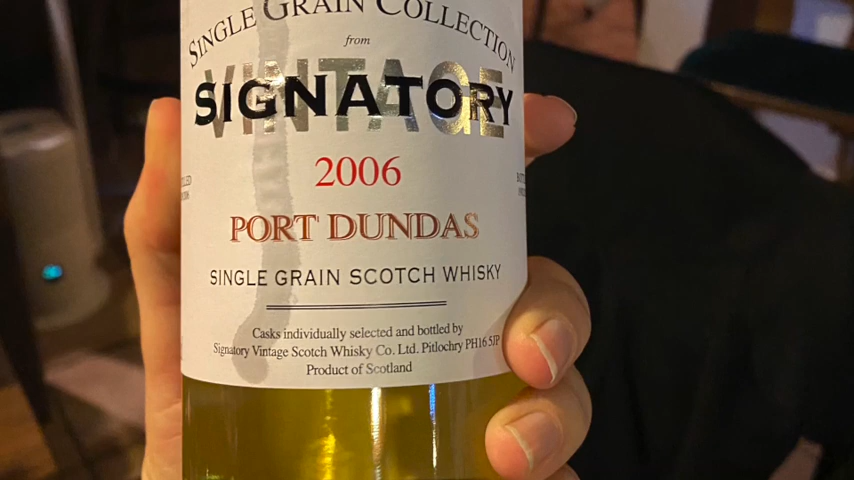 SINGLE GRAIN COLLECTION
from
VINTAGE
SIGNATORY
2006
PORT DUNDAS
SINGLE GRAIN SCOTCH WHISKY
Casks individually selected and bottled by
Signatory Vintage Scotch Whisky Co. Ltd. Pitlochry PH16 5JP
Product of Scotland